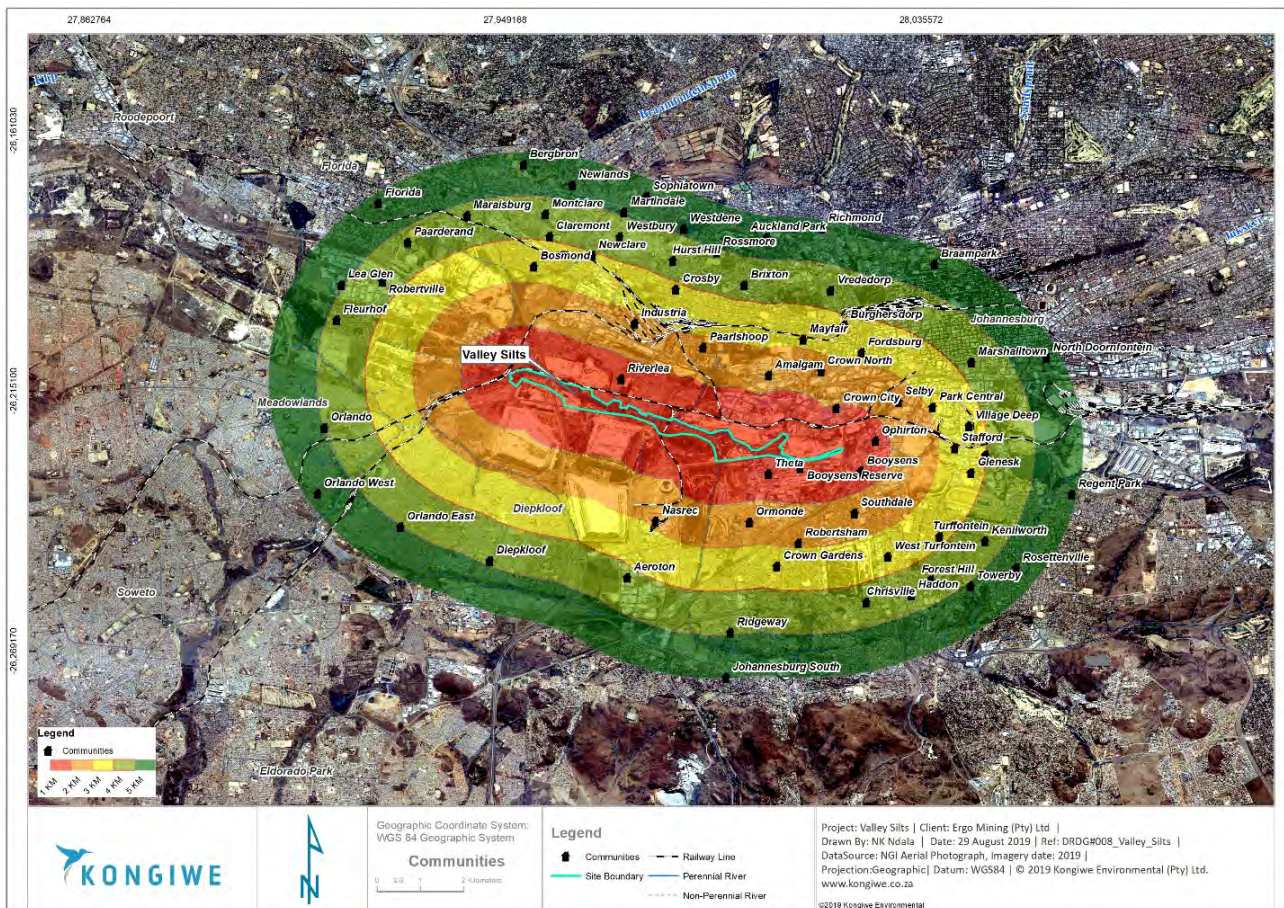 27,862764
27,949168
28,035572
-26,161030
-26,215100
-26,269170
Klip
Braamfonteinspruit
Sandspruit
Jukskei
Roodepoort
Florida
Bergbron
Newlands
Sophiatown
Florida
Maraisburg
Montclare
Martindale
Westdene
Auckland Park
Richmond
Paarderand
Claremont
Westbury
Newclare
Hurst Hill
Rossmore
Bosmond
Braampark
Lea Glen
Robertville
Crosby
Brixton
Vrededorp
Fleurhof
Industria
Burghersdorp
Johannesburg
Mayfair
Paarlshoop
Fordsburg
North Doornfontein
Marshalltown
Valley Silts
Riverlea
Amalgam
Crown North
Meadowlands
Orlando
Crown City
Selby
Park Central
Village Deep
Ophirton
Stafford
Glenesk
Theta
Booysens
Booysens Reserve
Regent Park
Orlando West
Orlando East
Diepkloof
Nasrec
Ormonde
Southdale
Robertsham
Turffontein
Kenilworth
Diepkloof
Aeroton
Crown Gardens
West Turfontein
Rosettenville
Forest Hill
Towerby
Haddon
Chrisville
Soweto
Ridgeway
Johannesburg South
Eldorado Park
Legend
Communities
1 KM
2 KM
3 KM
4 KM
5 KM
KONGIWE
N
Geographic Coordinate System:
WGS 84 Geographic System
Communities
0 0.5 1 2 Kilometers
Legend
Communities
Railway Line
Site Boundary
Perennial River
Non-Perennial River
Project: Valley Silts | Client: Ergo Mining (Pty) Ltd |
Drawn By: NK Ndala | Date: 29 August 2019 | Ref: DRDG#008_Valley_Silts |
DataSource: NGI Aerial Photograph, Imagery date: 2019 |
Projection:Geographic| Datum: WGS84 | © 2019 Kongiwe Environmental (Pty) Ltd.
www.kongiwe.co.za
©2019 Kongiwe Environmental